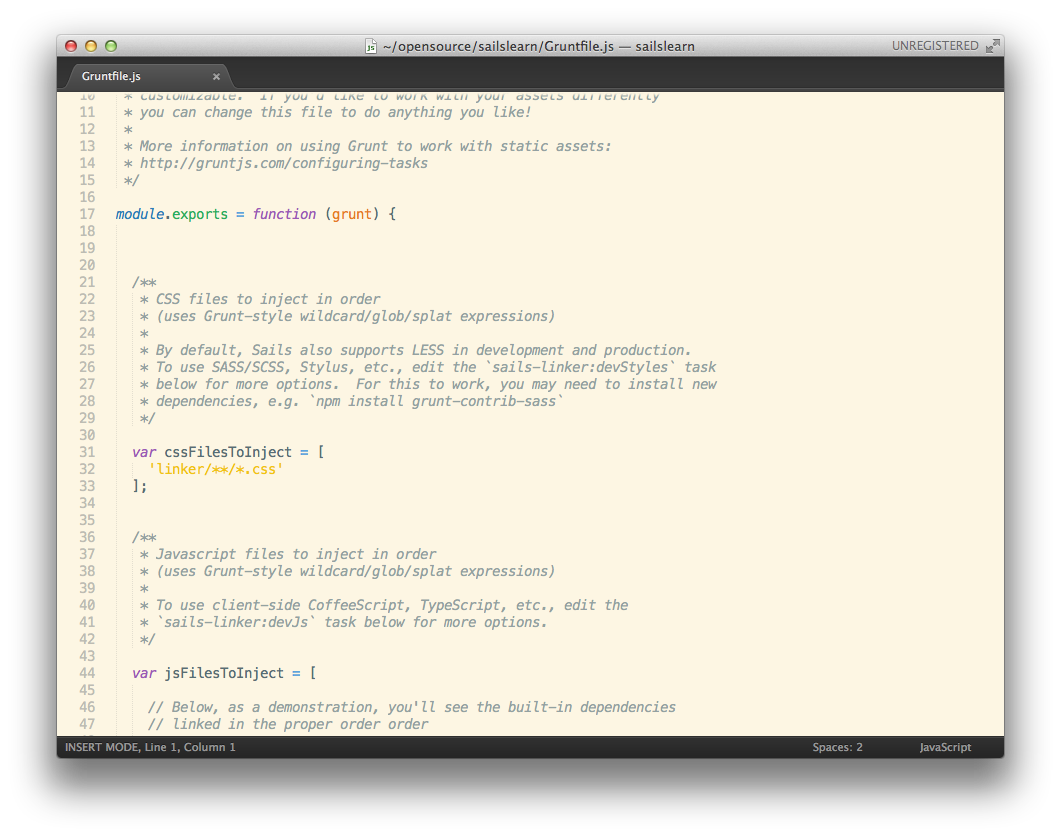 ~/opensource/sailslearn/Gruntfile.js — sailslearn
UNREGISTERED
Gruntfile.js ×
10 * customizable.  If you'd like to work with your assets differently
11 * you can change this file to do anything you like!
12 *
13 * More information on using Grunt to work with static assets:
14 * http://gruntjs.com/configuring-tasks
15 */
16
17 module.exports = function (grunt) {
18
19
20
21 /**
22 * CSS files to inject in order
23 * (uses Grunt-style wildcard/glob/splat expressions)
24 *
25 * By default, Sails also supports LESS in development and production.
26 * To use SASS/SCSS, Stylus, etc., edit the `sails-linker:devStyles` task
27 * below for more options.  For this to work, you may need to install new
28 * dependencies, e.g. `npm install grunt-contrib-sass`
29 */
30
31 var cssFilesToInject = [
32 'linker/**/*.css'
33 ];
34
35
36 /**
37 * Javascript files to inject in order
38 * (uses Grunt-style wildcard/glob/splat expressions)
39 *
40 * To use client-side CoffeeScript, TypeScript, etc., edit the
41 * `sails-linker:devJs` task below for more options.
42 */
43
44 var jsFilesToInject = [
45
46 // Below, as a demonstration, you'll see the built-in dependencies
47 // linked in the proper order order
INSERT MODE, Line 1, Column 1
Spaces: 2
JavaScript